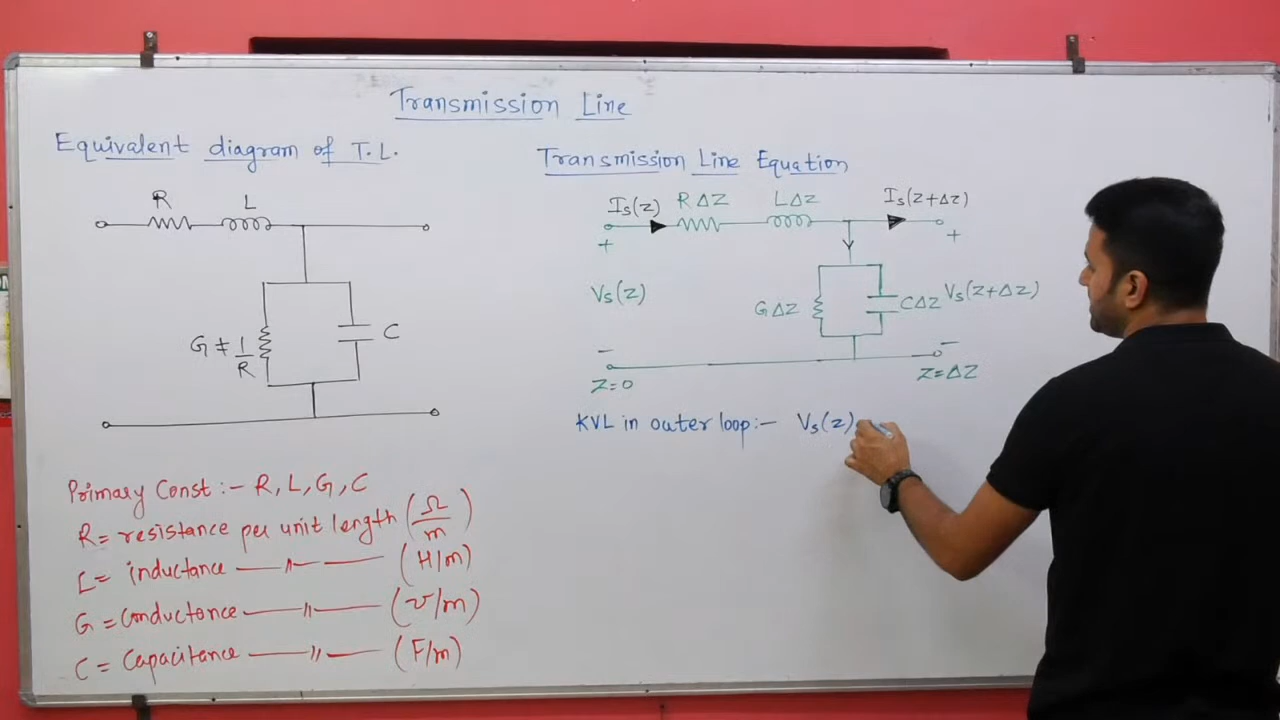 Transmission Line
Equivalent diagram of T.L.
R
L
G ≠ 1/R
C
Primary Const :- R, L, G, C
R = resistance per unit length (Ω/m)
L = inductance —〃— (H/m)
G = Conductance —〃— (℧/m)
C = Capacitance —〃— (F/m)
Transmission Line Equation
Is(z)
RΔZ
LΔZ
Is(z+Δz)
+
+
Vs(z)
GΔZ
CΔZ
Vs(z+Δz)
-
-
Z=0
Z=ΔZ
KVL in outer loop:- Vs(z)